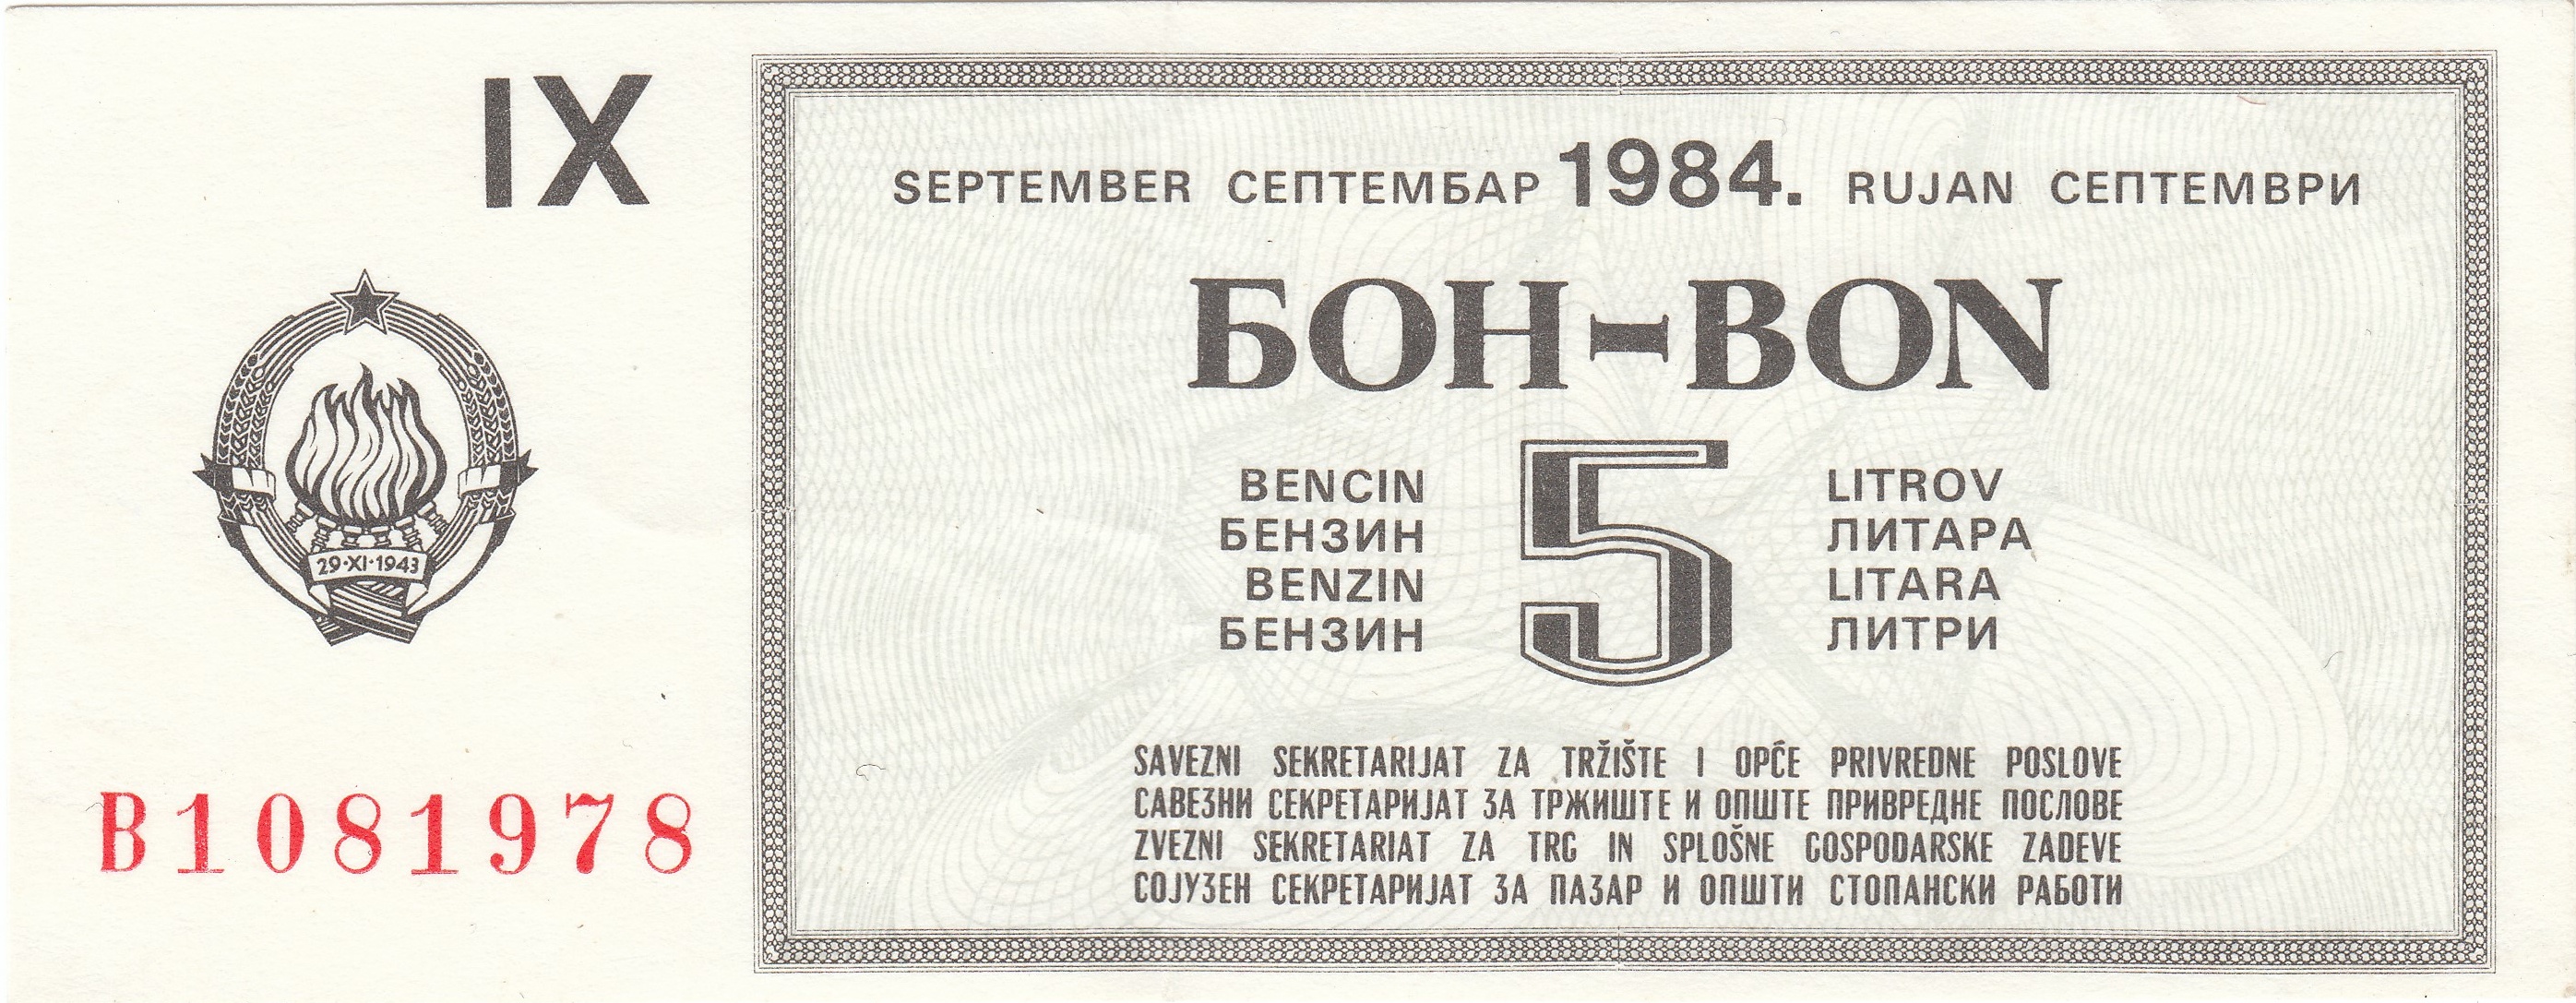 IX
SEPTEMBER СЕПТЕМБАР 1984. RUJAN СЕПТЕМВРИ
БОН-BON
BENCIN 5 LITROV
БЕНЗИН ЛИТАРА
BENZIN LITARA
БЕНЗИН ЛИТРИ
29·XI·1943
SAVEZNI SEKRETARIJAT ZA TRŽIŠTE I OPĆE PRIVREDNE POSLOVE
САВЕЗНИ СЕКРЕТАРИЈАТ ЗА ТРЖИШТЕ И ОПШТЕ ПРИВРЕДНЕ ПОСЛОВЕ
ZVEZNI SEKRETARIAT ZA TRG IN SPLOŠNE GOSPODARSKE ZADEVE
СОЈУЗЕН СЕКРЕТАРИЈАТ ЗА ПАЗАР И ОПШТИ СТОПАНСКИ РАБОТИ
B1081978